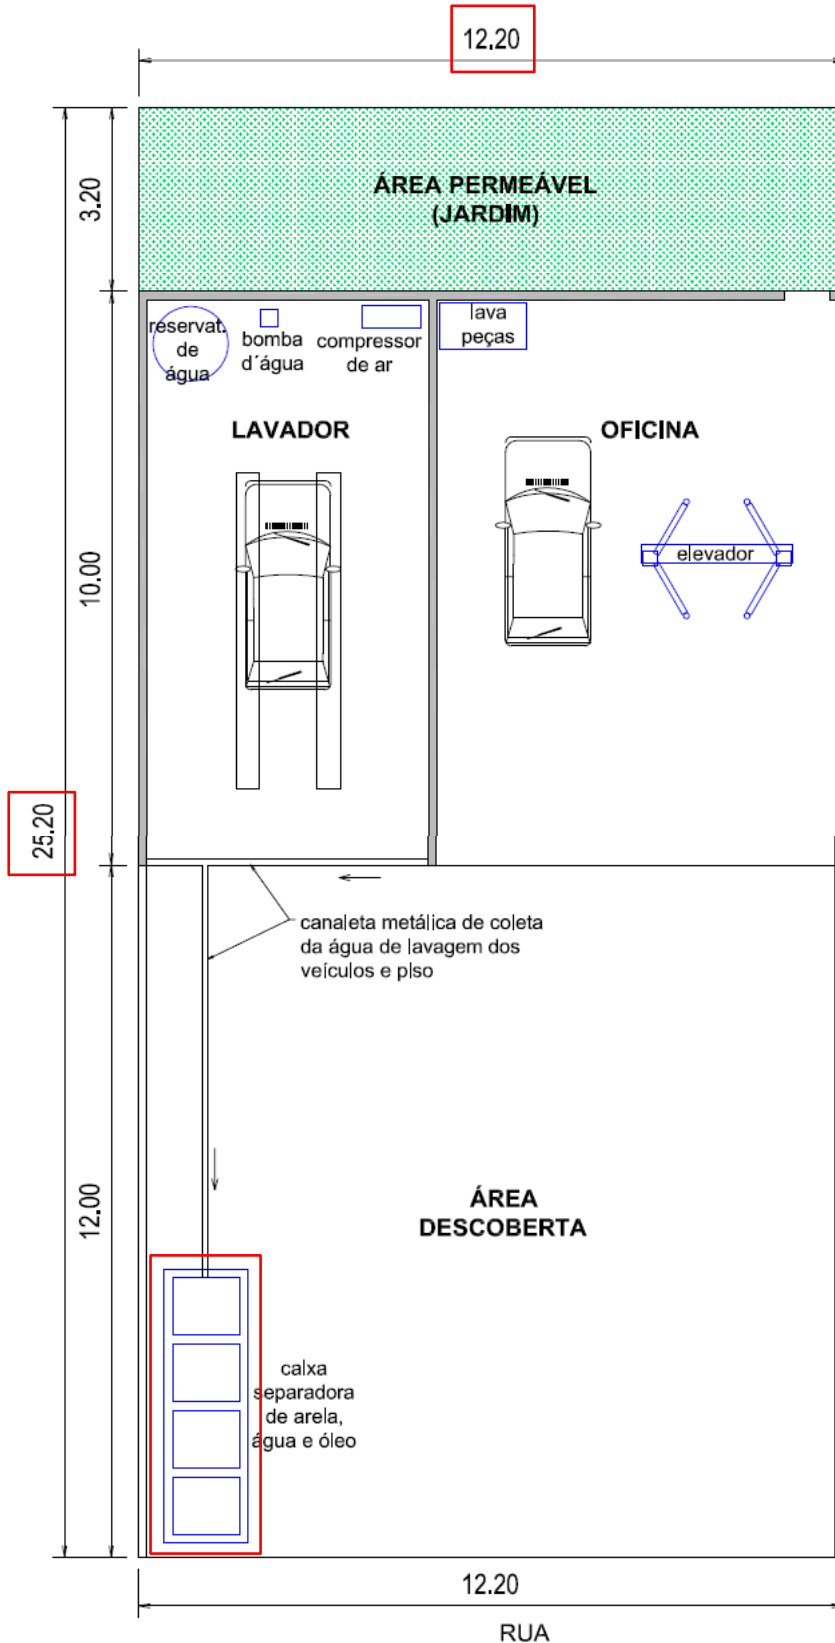 12.20
3.20
ÁREA PERMEÁVEL
(JARDIM)
reservat.
de
água
bomba
d´água
compressor
de ar
lava
peças
LAVADOR
OFICINA
elevador
10.00
25.20
canaleta metálica de coleta
da água de lavagem dos
veículos e piso
12.00
ÁREA
DESCOBERTA
caixa
separadora
de areia,
água e óleo
12.20
RUA